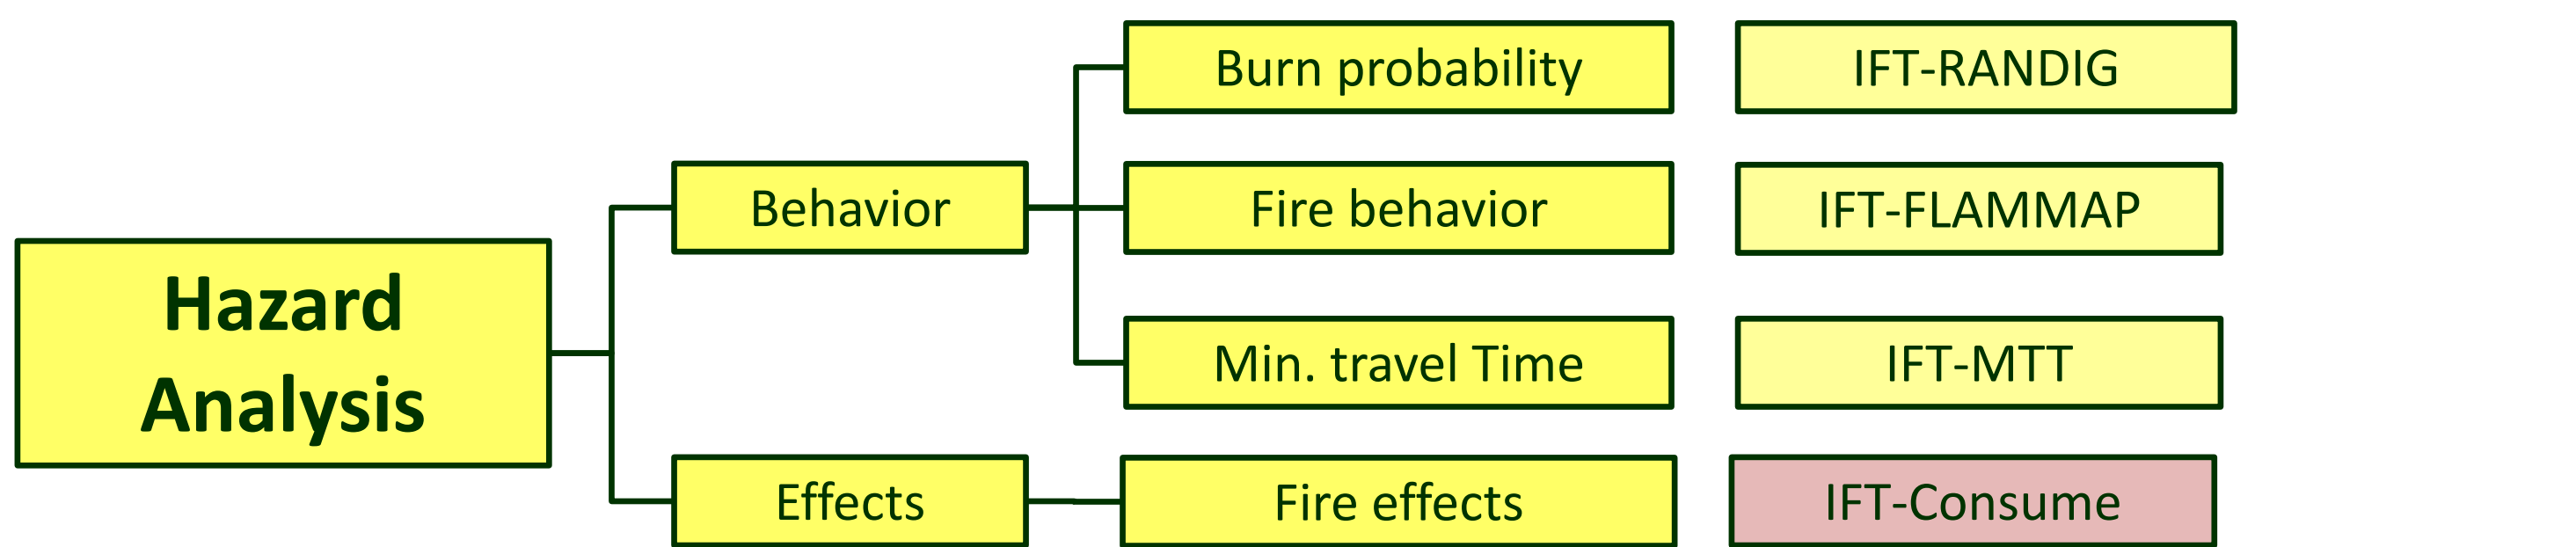 Burn probability
IFT-RANDIG
Behavior
Fire behavior
IFT-FLAMMAP
Hazard
Analysis
Min. travel Time
IFT-MTT
Effects
Fire effects
IFT-Consume